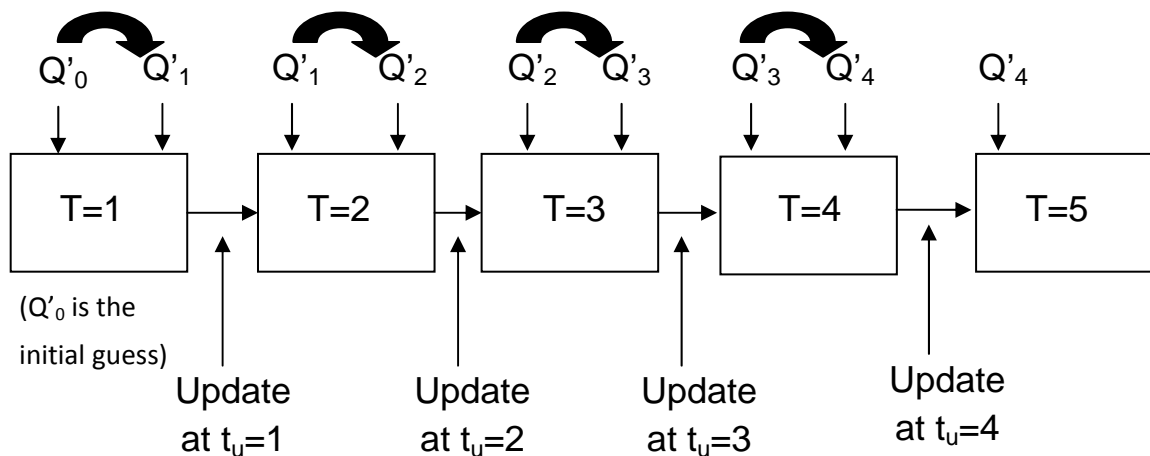 Q'₀ Q'₁ Q'₁ Q'₂ Q'₂ Q'₃ Q'₃ Q'₄ Q'₄
T=1 T=2 T=3 T=4 T=5
(Q'₀ is the
initial guess)
Update
at tᵤ=1
Update
at tᵤ=2
Update
at tᵤ=3
Update
at tᵤ=4